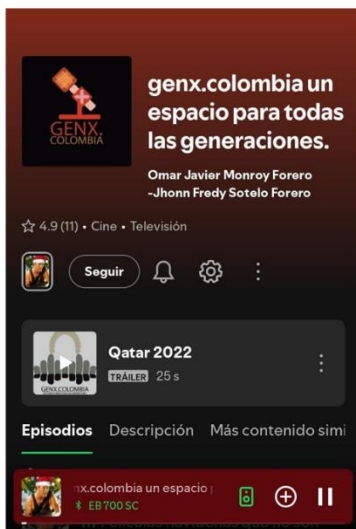 GENX.
COLOMBIA
genx.colombia un
espacio para todas
las generaciones.
Omar Javier Monroy Forero
-Jhonn Fredy Sotelo Forero
4.9 (11) • Cine • Televisión
Seguir
Qatar 2022
TRÁILER 25 s
GENX.COLOMBIA
Episodios Descripción Más contenido simi
nx.colombia un espacio
EB700SC